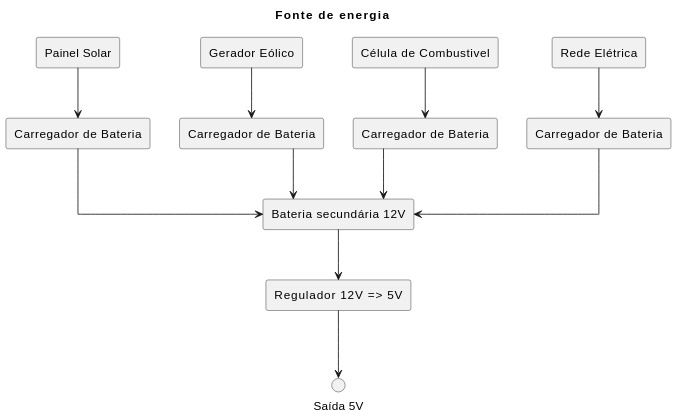 Fonte de energia
Painel Solar
Gerador Eólico
Célula de Combustivel
Rede Elétrica
Carregador de Bateria
Carregador de Bateria
Carregador de Bateria
Carregador de Bateria
Bateria secundária 12V
Regulador 12V => 5V
Saída 5V